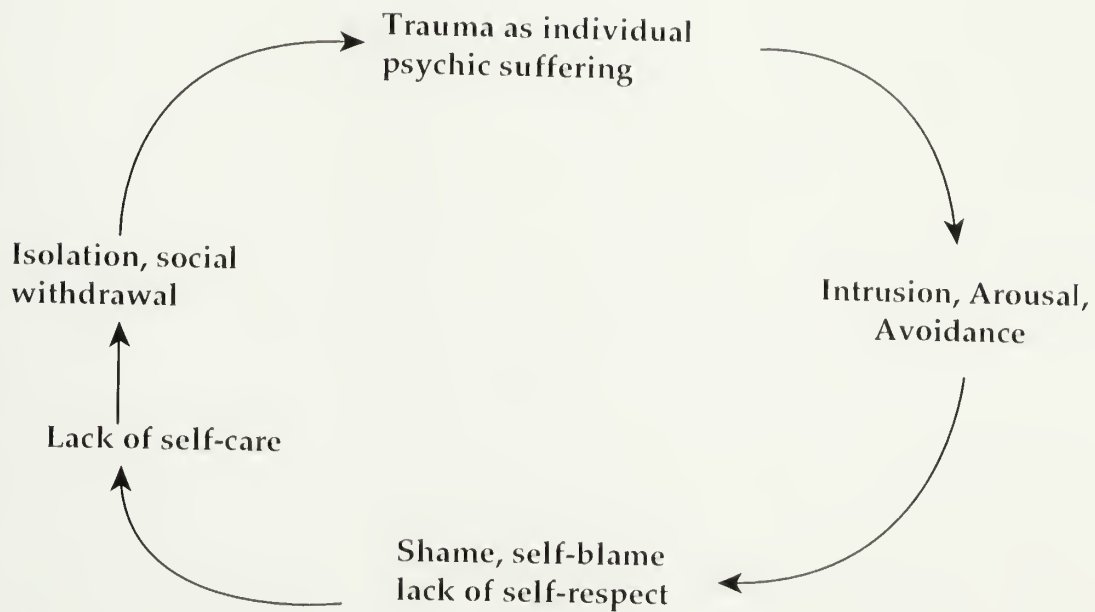 Trauma as individual
psychic suffering
Intrusion, Arousal,
Avoidance
Shame, self-blame
lack of self-respect
Lack of self-care
Isolation, social
withdrawal